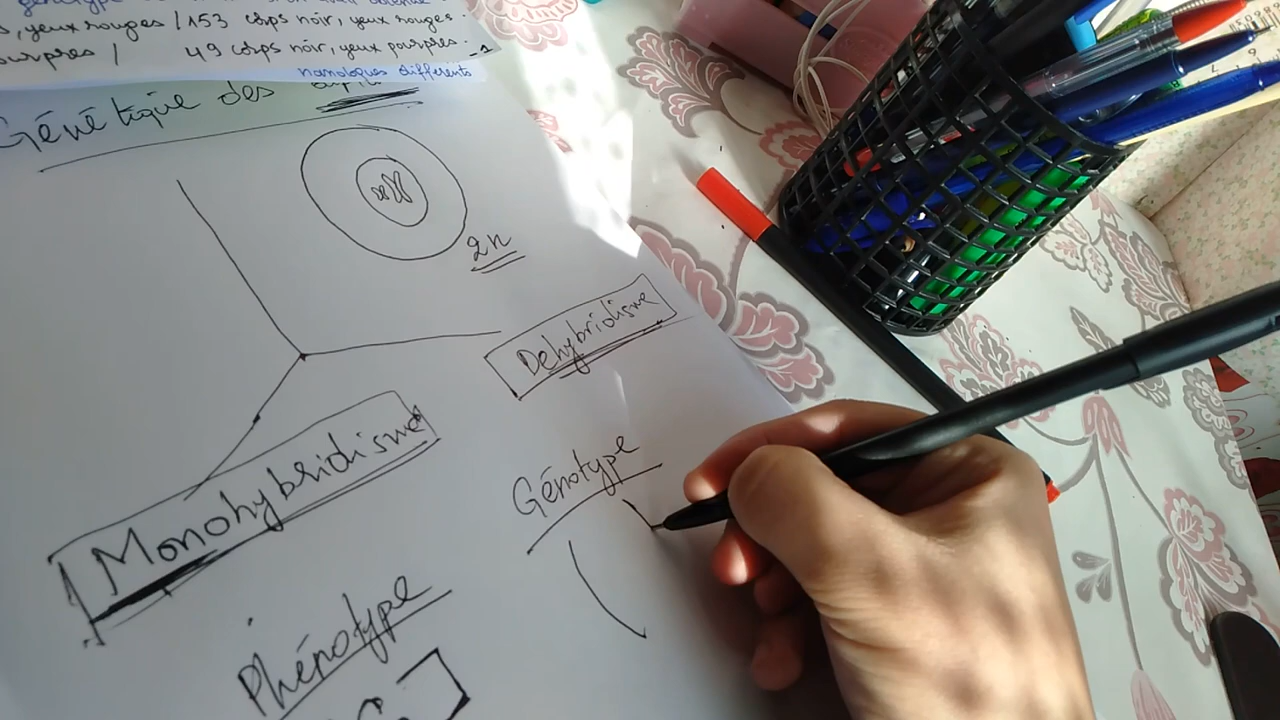 génotype
, yeux rouges / 153 corps noir, yeux rouges.
49 corps noir, yeux pourpres.
homologues différents
Génétique des
2n
Dehybridisme
Monohybridisme
Génotype
Phénotype